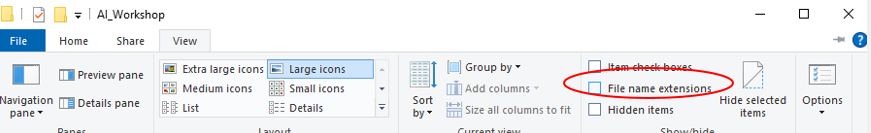 AI_Workshop
File Home Share View
Navigation pane
Preview pane
Details pane
Panes
Extra large icons Large icons
Medium icons Small icons
List Details
Layout
Sort by
Group by
Add columns
Size all columns to fit
Current view
Item check boxes
File name extensions
Hidden items
Hide selected items
Show/hide
Options